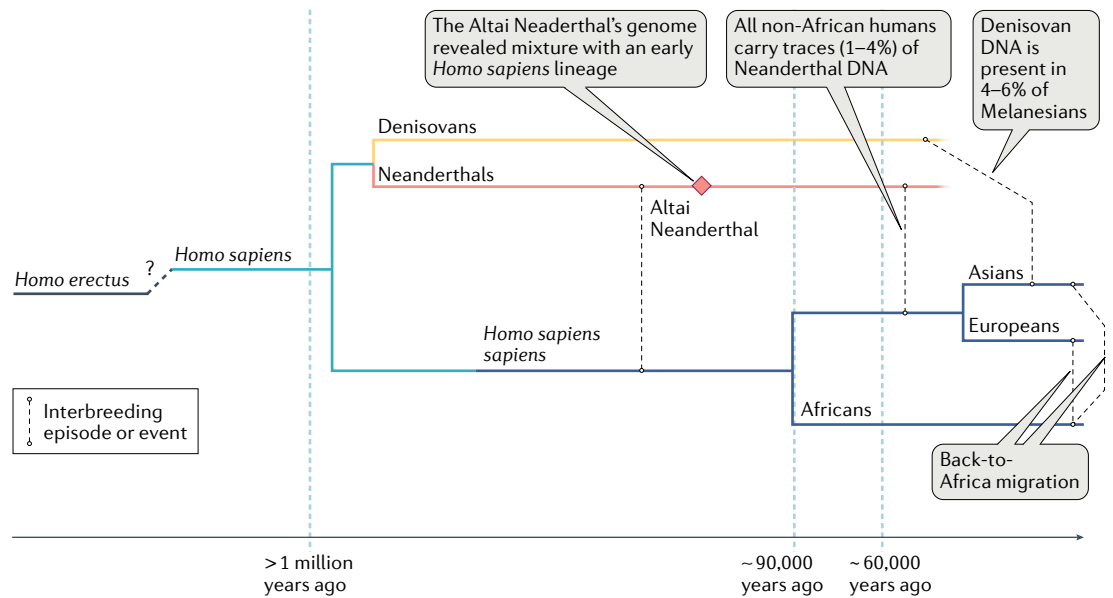 The Altai Neaderthal's genome
revealed mixture with an early
Homo sapiens lineage
All non-African humans
carry traces (1–4%) of
Neanderthal DNA
Denisovan
DNA is
present in
4–6% of
Melanesians
Denisovans
Neanderthals
Altai
Neanderthal
Homo sapiens
?
Homo erectus
Asians
Homo sapiens
sapiens
Europeans
Africans
Interbreeding
episode or event
Back-to-
Africa migration
>1 million
years ago
~90,000
years ago
~60,000
years ago